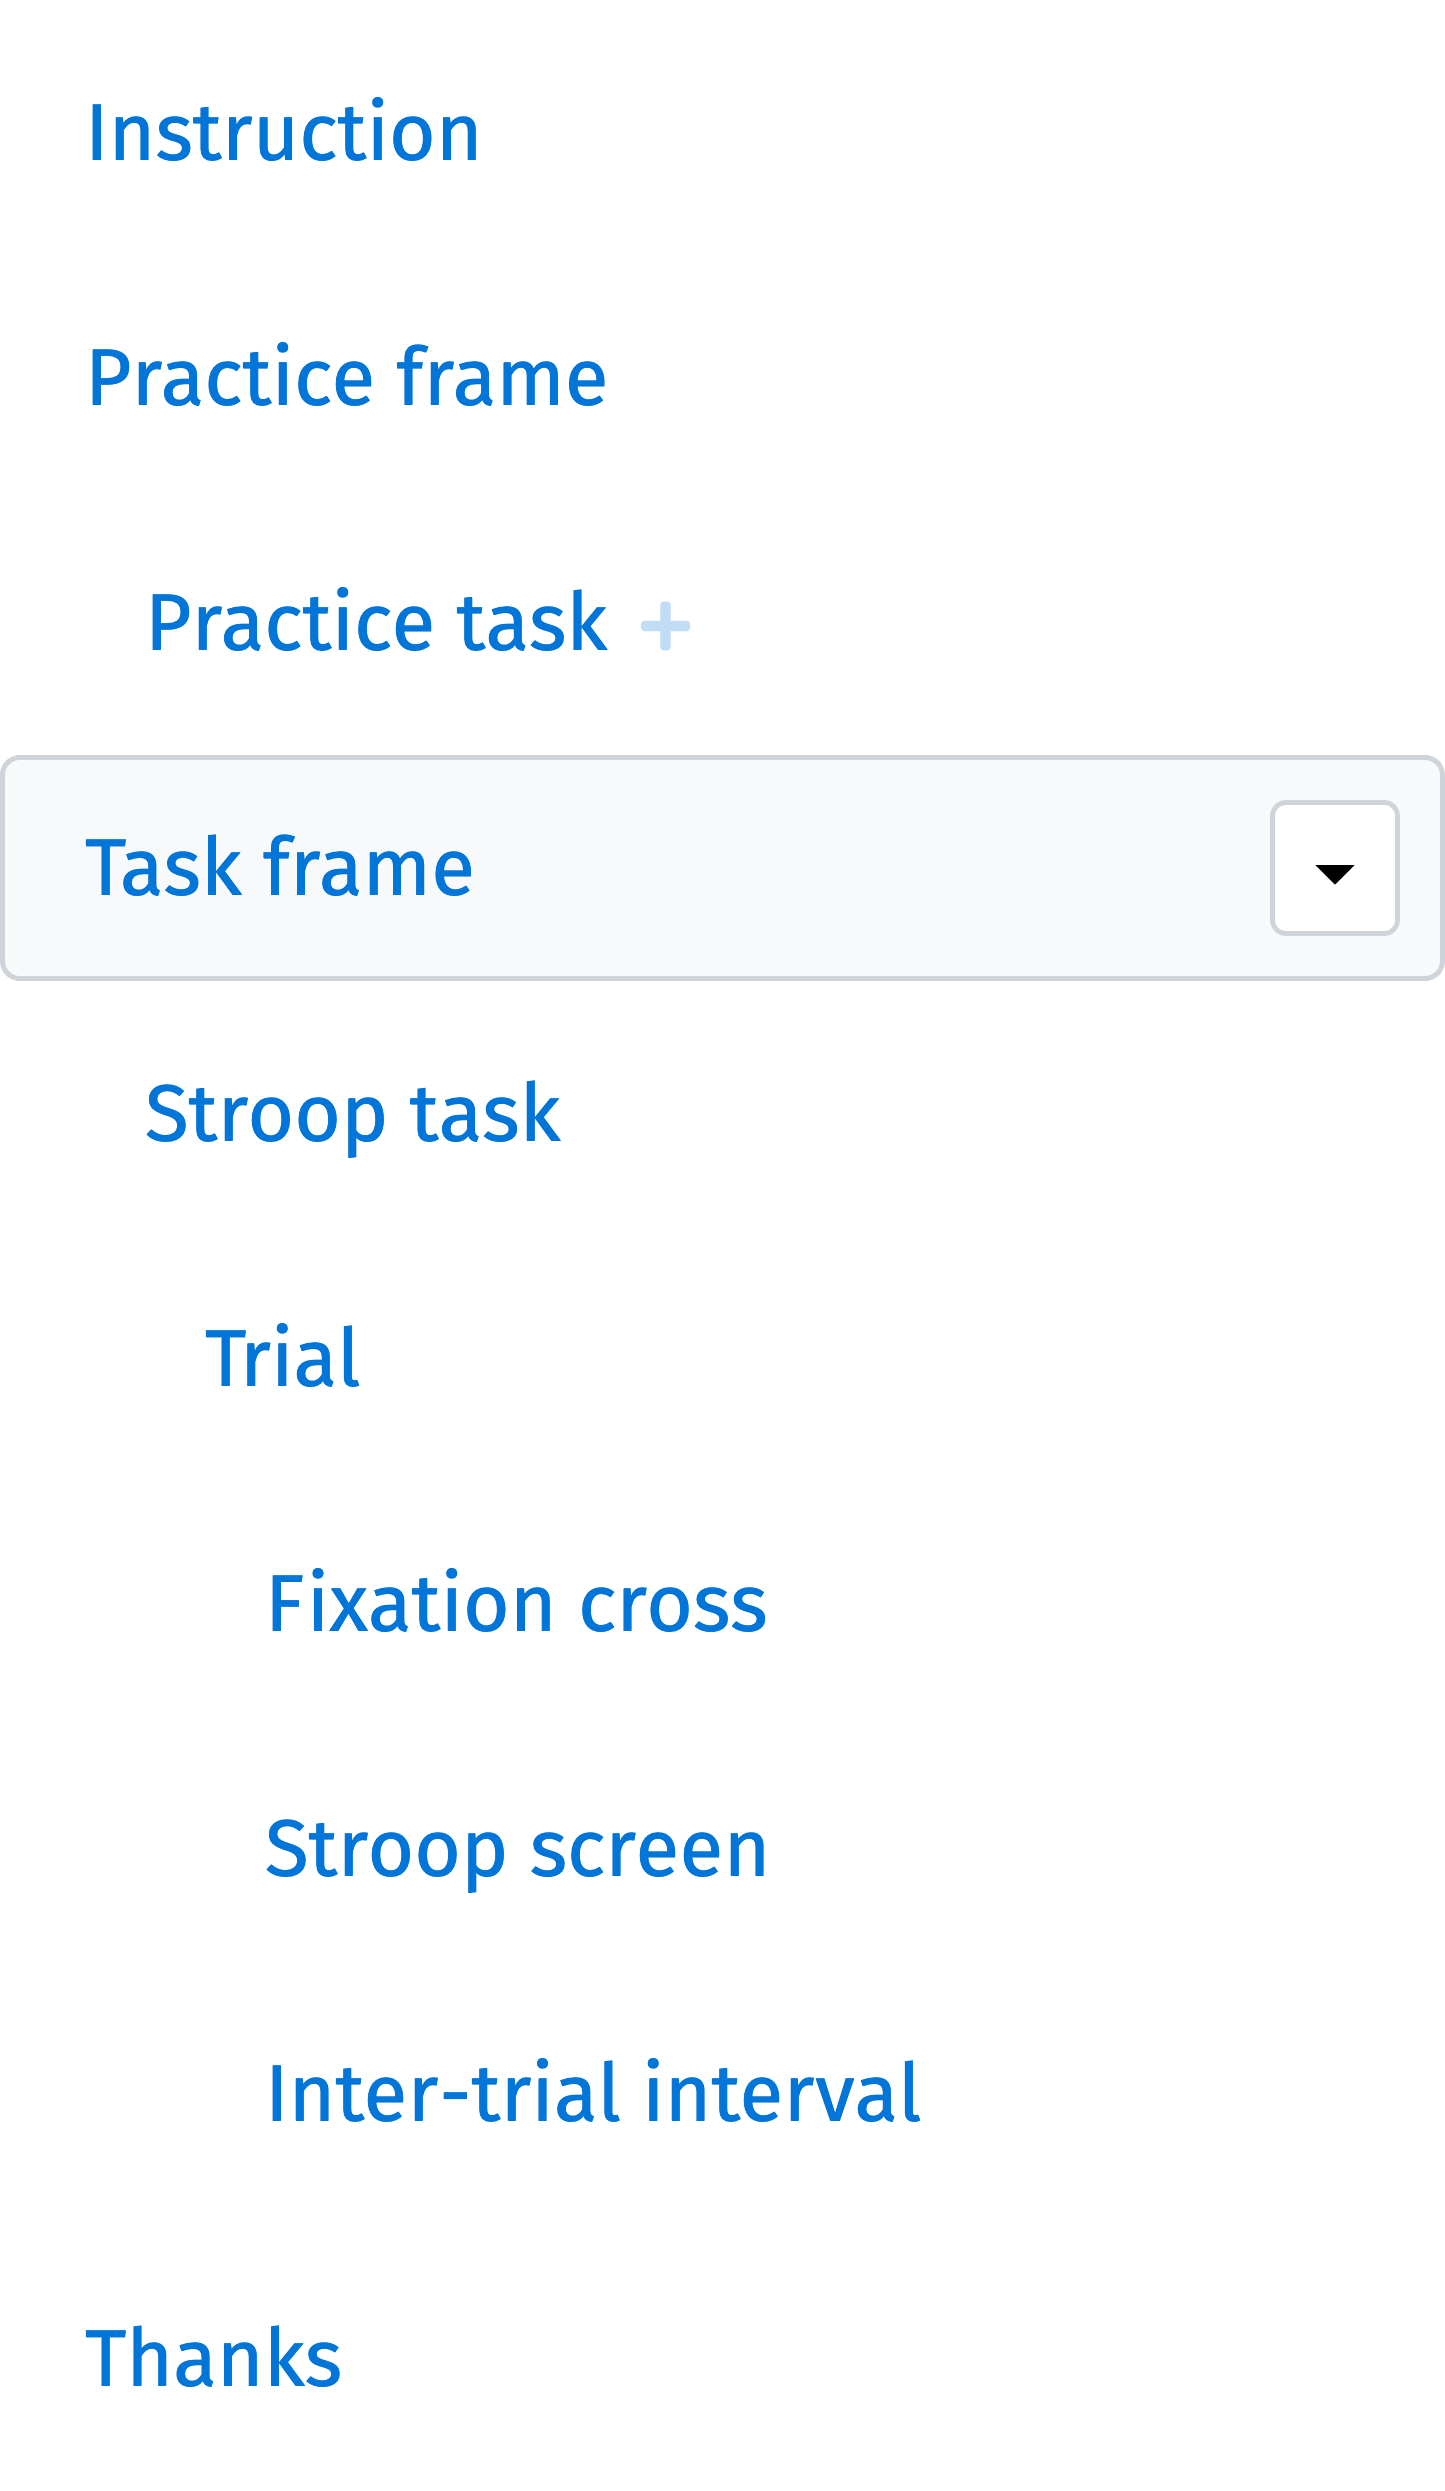 Instruction
Practice frame
Practice task +
Task frame
Stroop task
Trial
Fixation cross
Stroop screen
Inter-trial interval
Thanks